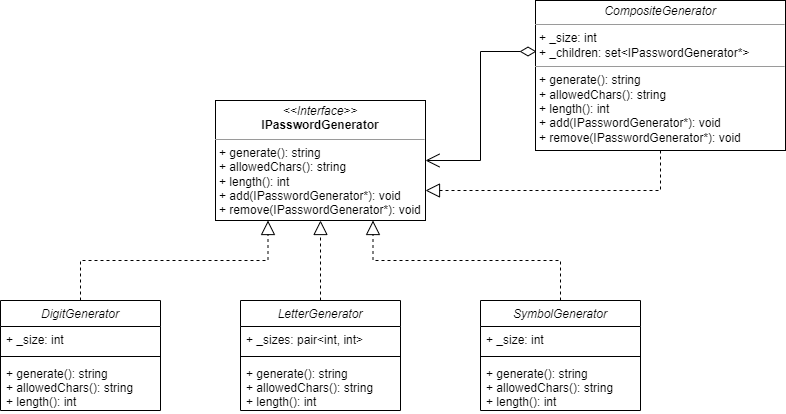 CompositeGenerator
+ _size: int
+ _children: set<IPasswordGenerator*>
+ generate(): string
+ allowedChars(): string
+ length(): int
+ add(IPasswordGenerator*): void
+ remove(IPasswordGenerator*): void
<<Interface>>
IPasswordGenerator
+ generate(): string
+ allowedChars(): string
+ length(): int
+ add(IPasswordGenerator*): void
+ remove(IPasswordGenerator*): void
DigitGenerator
+ _size: int
+ generate(): string
+ allowedChars(): string
+ length(): int
LetterGenerator
+ _sizes: pair<int, int>
+ generate(): string
+ allowedChars(): string
+ length(): int
SymbolGenerator
+ _size: int
+ generate(): string
+ allowedChars(): string
+ length(): int